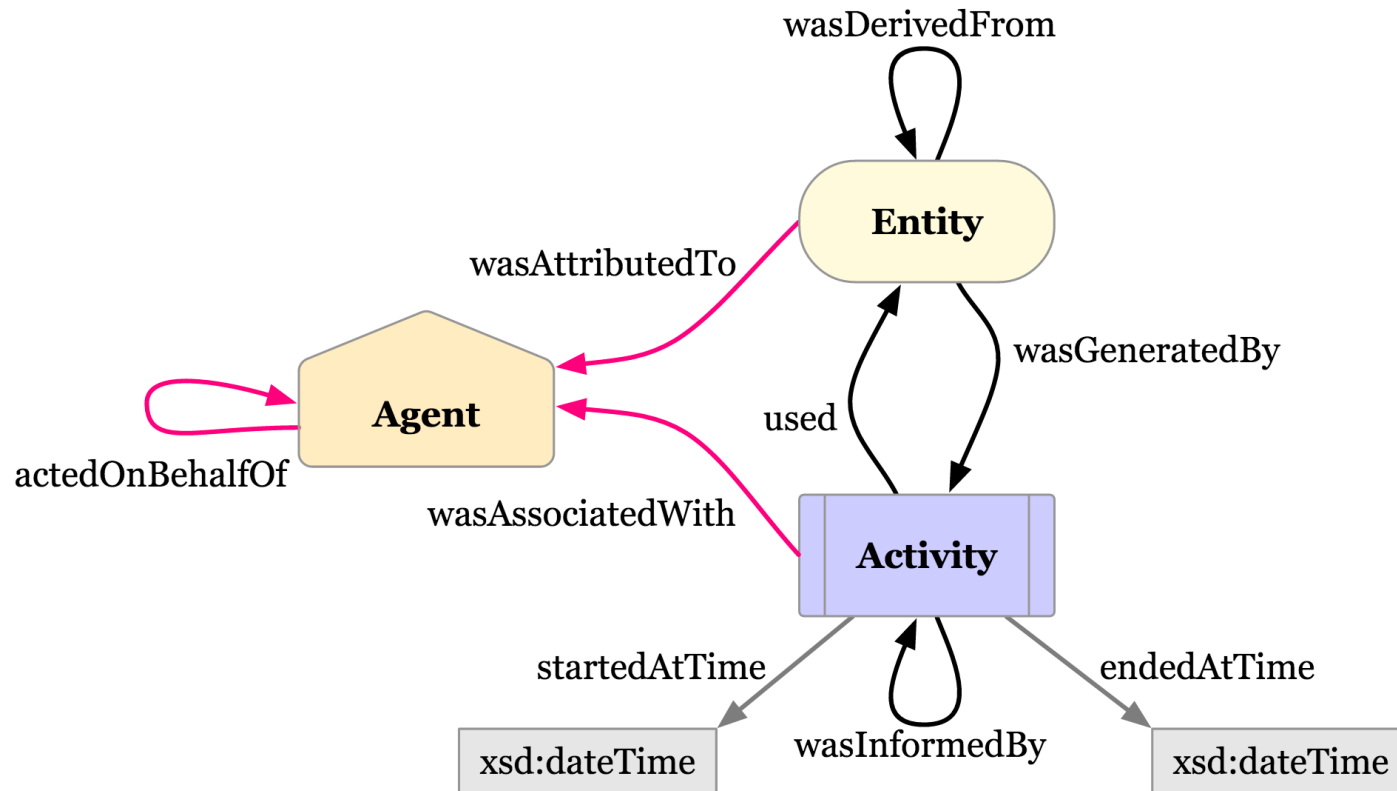 wasDerivedFrom
Entity
wasAttributedTo
wasGeneratedBy
Agent
used
actedOnBehalfOf
wasAssociatedWith
Activity
startedAtTime
endedAtTime
wasInformedBy
xsd:dateTime
xsd:dateTime